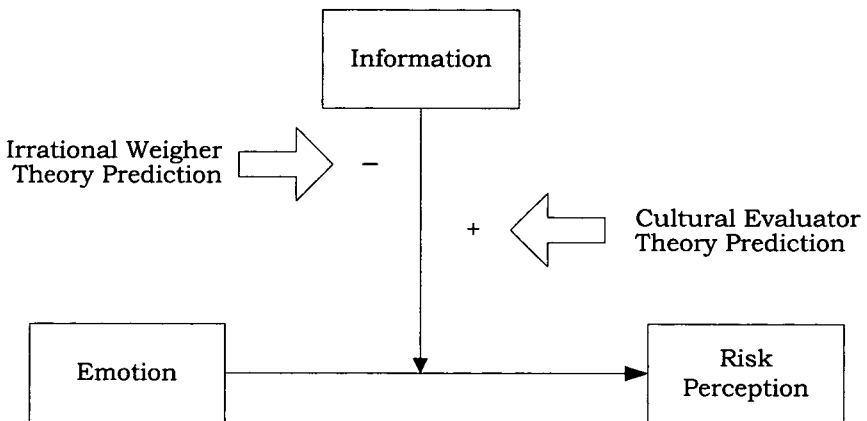 Information
Irrational Weigher
Theory Prediction
–
+
Cultural Evaluator
Theory Prediction
Emotion
Risk
Perception